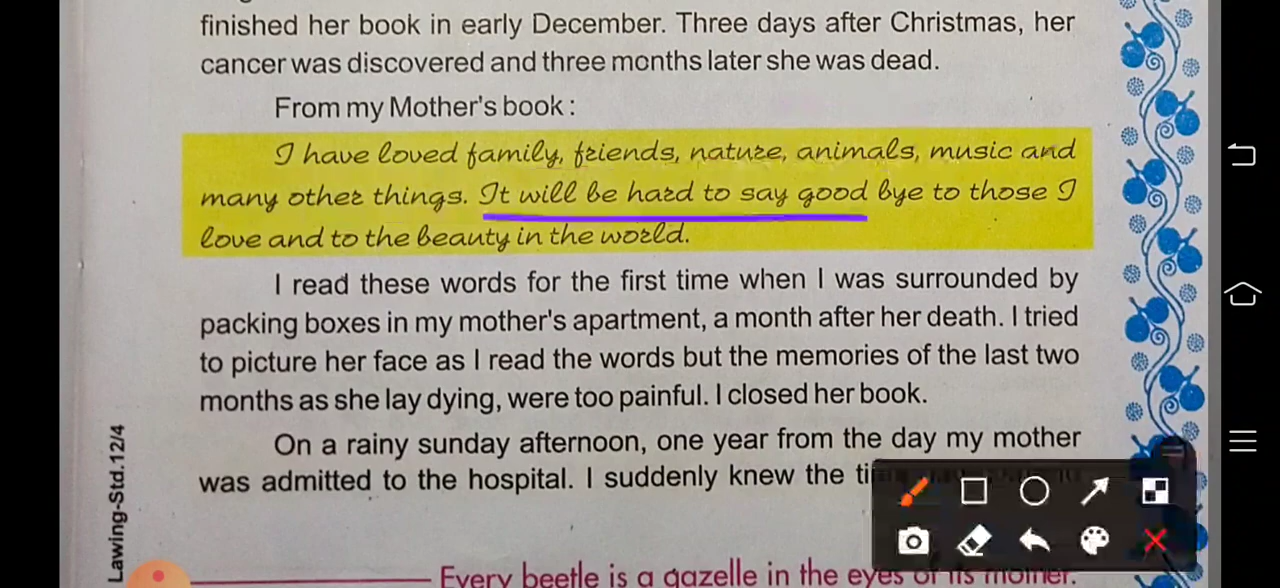 finished her book in early December. Three days after Christmas, her
cancer was discovered and three months later she was dead.
From my Mother's book :
I have loved family, friends, nature, animals, music and
many other things. It will be hard to say good bye to those I
love and to the beauty in the world.
I read these words for the first time when I was surrounded by
packing boxes in my mother's apartment, a month after her death. I tried
to picture her face as I read the words but the memories of the last two
months as she lay dying, were too painful. I closed her book.
On a rainy sunday afternoon, one year from the day my mother
was admitted to the hospital. I suddenly knew the
Lawing-Std.12/4
Every beetle is a gazelle in the eyes of its mother.